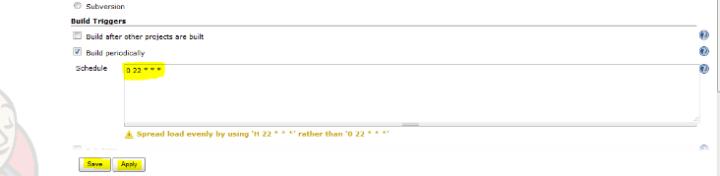 Subversion
Build Triggers
Build after other projects are built
Build periodically
Schedule
0 22 * * *
Spread load evenly by using 'H 22 * * *' rather than '0 22 * * *'
Save
Apply